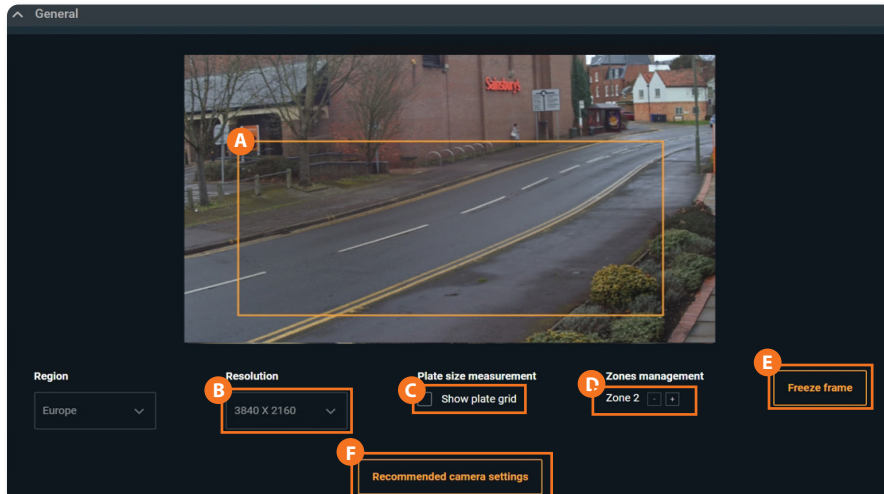 General
Sainsbury's
A
Region
Resolution
Plate size measurement
Zones management
E
B
C
D
Europe
3840 X 2160
Show plate grid
Zone 2 - +
Freeze frame
F
Recommended camera settings